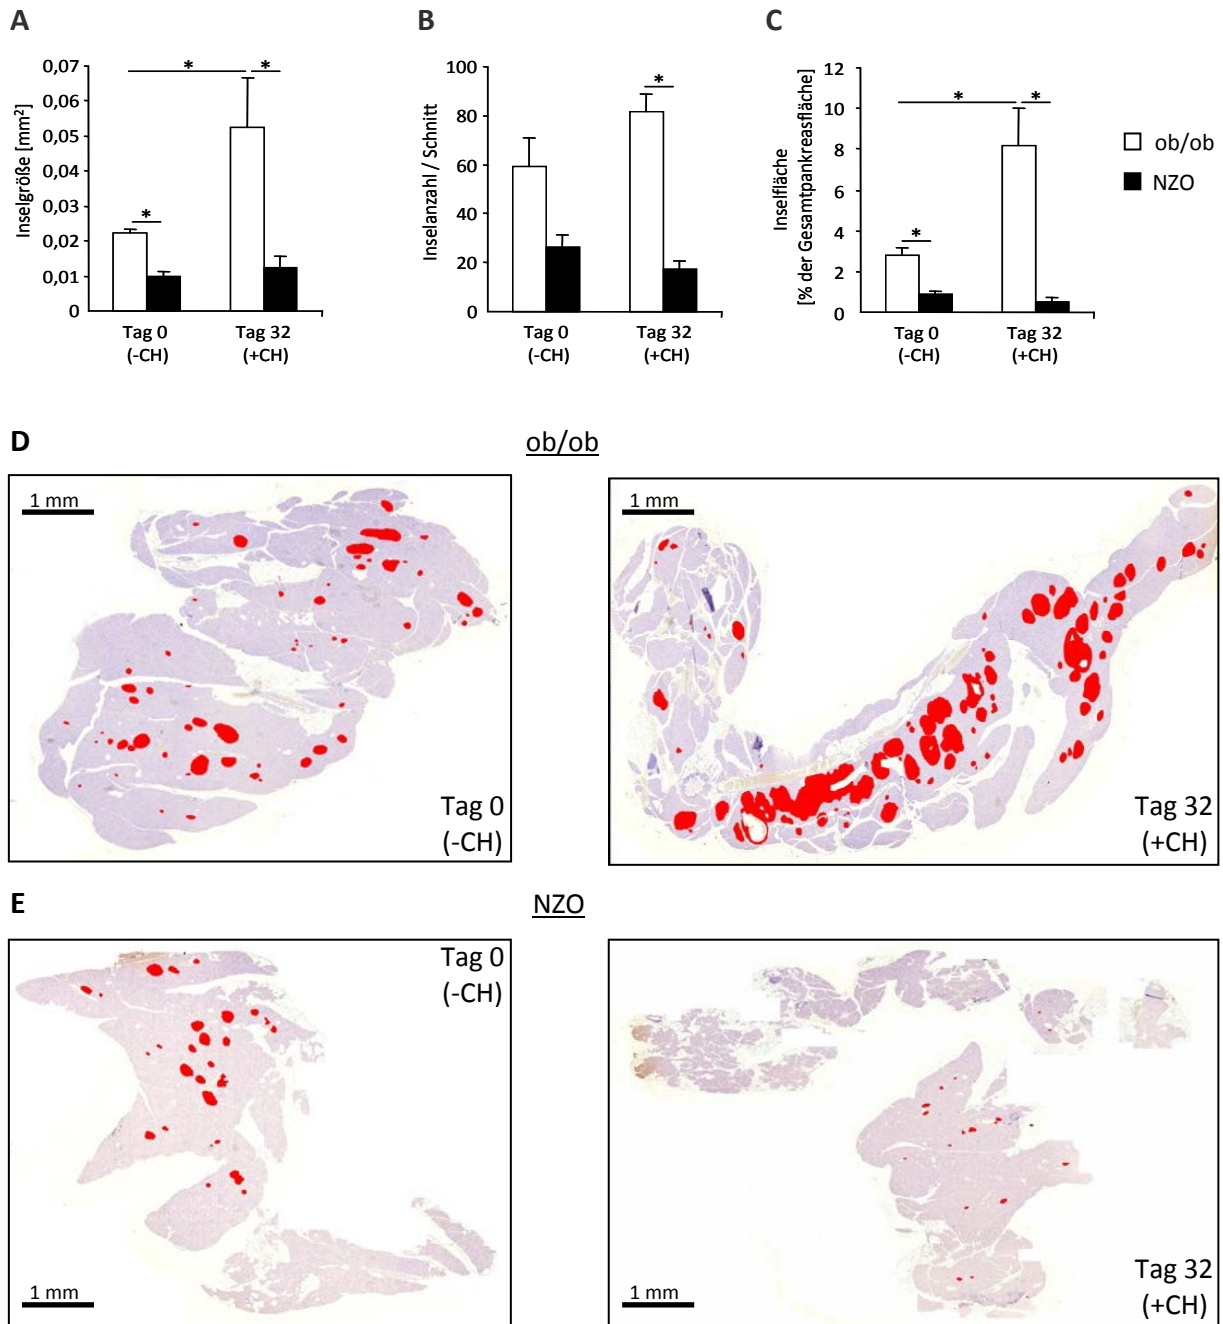 A
B
C
Inselgröße [mm²]
0,07
0,06
0,05
0,04
0,03
0,02
0,01
0
*
*
*
Tag 0
(-CH)
Tag 32
(+CH)
Inselanzahl / Schnitt
100
80
60
40
20
0
*
Tag 0
(-CH)
Tag 32
(+CH)
Inselfläche
[% der Gesamtpankreasfläche]
12
10
8
6
4
2
0
*
*
*
Tag 0
(-CH)
Tag 32
(+CH)
ob/ob
NZO
D
ob/ob
1 mm
Tag 0
(-CH)
1 mm
Tag 32
(+CH)
E
NZO
Tag 0
(-CH)
1 mm
1 mm
Tag 32
(+CH)